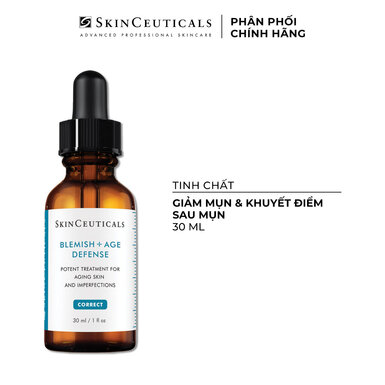 SKINCEUTICALS
ADVANCED PROFESSIONAL SKINCARE
PHÂN PHỐI
CHÍNH HÃNG
SKINCEUTICALS
BLEMISH + AGE
DEFENSE
POTENT TREATMENT FOR
AGING SKIN
AND IMPERFECTIONS
CORRECT
30 ml / 1 fl oz
TINH CHẤT
GIẢM MỤN & KHUYẾT ĐIỂM
SAU MỤN
30 ML